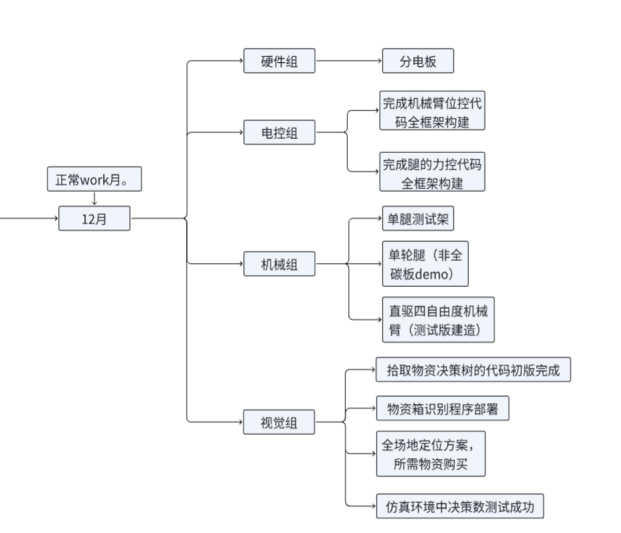 硬件组
分电板
电控组
完成机械臂位控代
码全框架构建
完成腿的力控代码
全框架构建
正常work月。
12月
机械组
单腿测试架
单轮腿（非全
碳板demo）
直驱四自由度机械
臂（测试版建造）
视觉组
拾取物资决策树的代码初版完成
物资箱识别程序部署
全场地定位方案，
所需物资购买
仿真环境中决策数测试成功